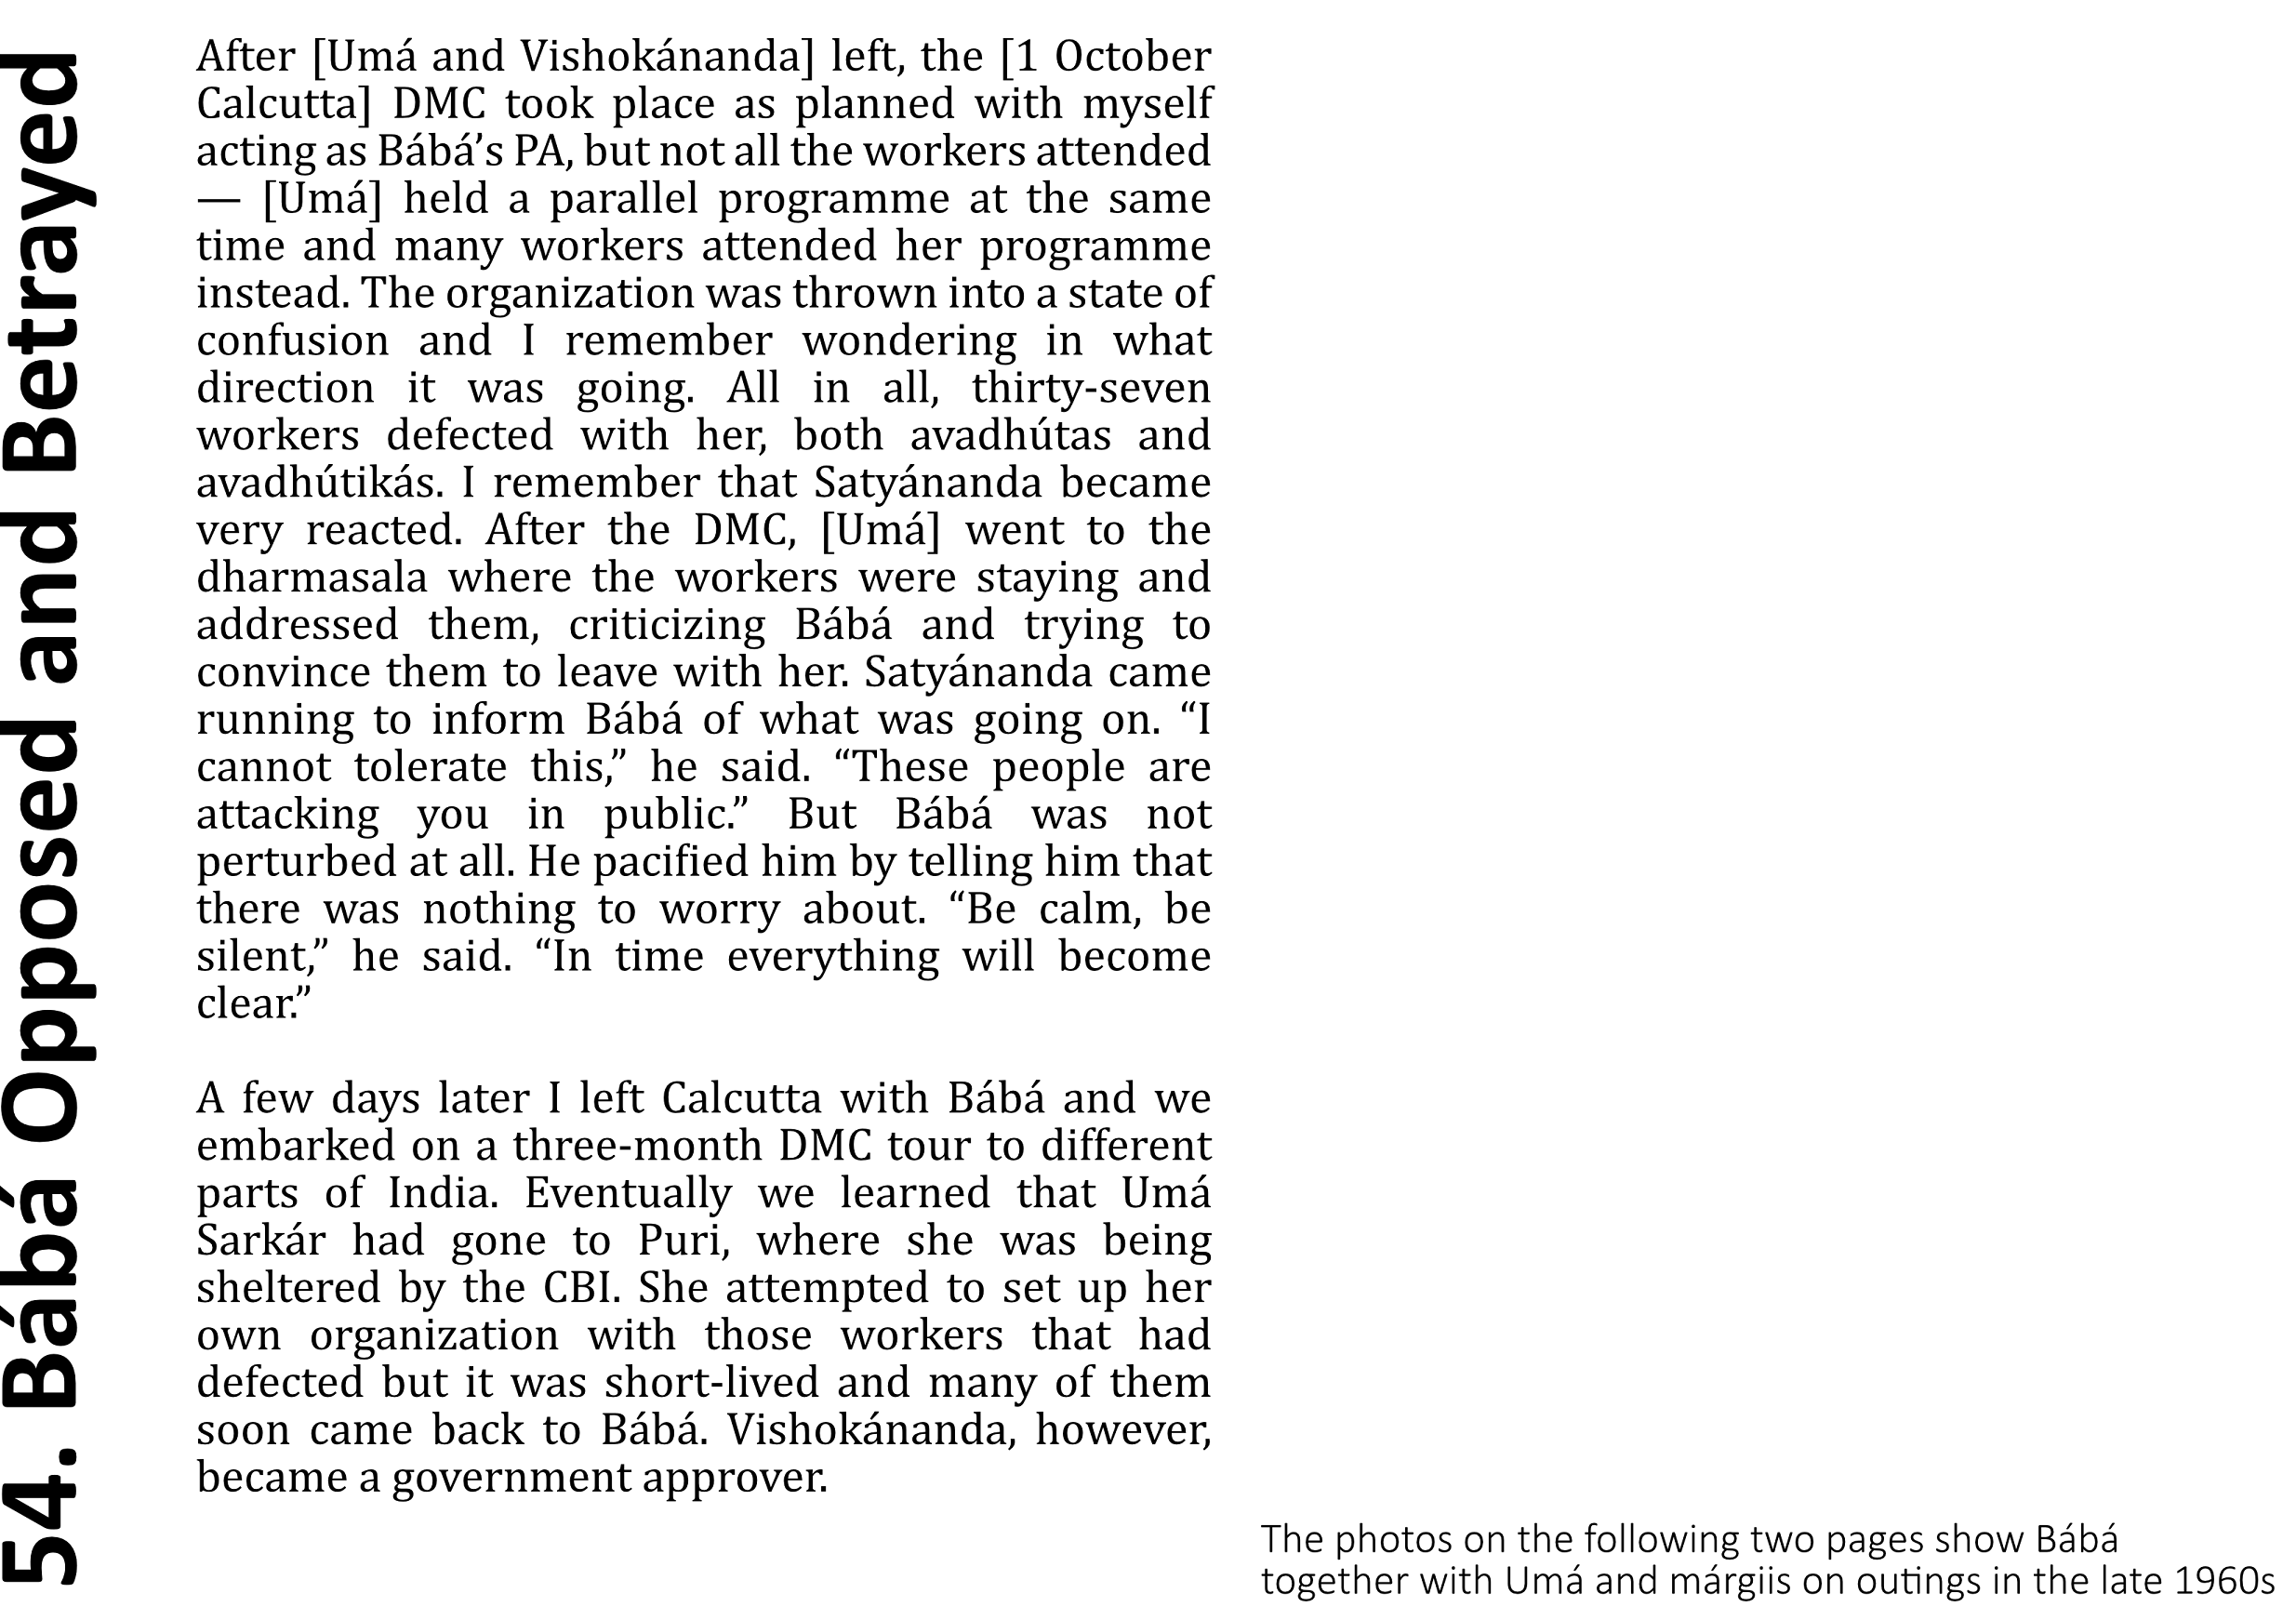 54. Bábá Opposed and Betrayed
After [Umá and Vishokánanda] left, the [1 October
Calcutta] DMC took place as planned with myself
acting as Bábá’s PA, but not all the workers attended
— [Umá] held a parallel programme at the same
time and many workers attended her programme
instead. The organization was thrown into a state of
confusion and I remember wondering in what
direction it was going. All in all, thirty-seven
workers defected with her, both avadhútas and
avadhútikás. I remember that Satyánanda became
very reacted. After the DMC, [Umá] went to the
dharmasala where the workers were staying and
addressed them, criticizing Bábá and trying to
convince them to leave with her. Satyánanda came
running to inform Bábá of what was going on. “I
cannot tolerate this,” he said. “These people are
attacking you in public.” But Bábá was not
perturbed at all. He pacified him by telling him that
there was nothing to worry about. “Be calm, be
silent,” he said. “In time everything will become
clear.”
A few days later I left Calcutta with Bábá and we
embarked on a three-month DMC tour to different
parts of India. Eventually we learned that Umá
Sarkár had gone to Puri, where she was being
sheltered by the CBI. She attempted to set up her
own organization with those workers that had
defected but it was short-lived and many of them
soon came back to Bábá. Vishokánanda, however,
became a government approver.
The photos on the following two pages show Bábá
together with Umá and márgiis on outings in the late 1960s